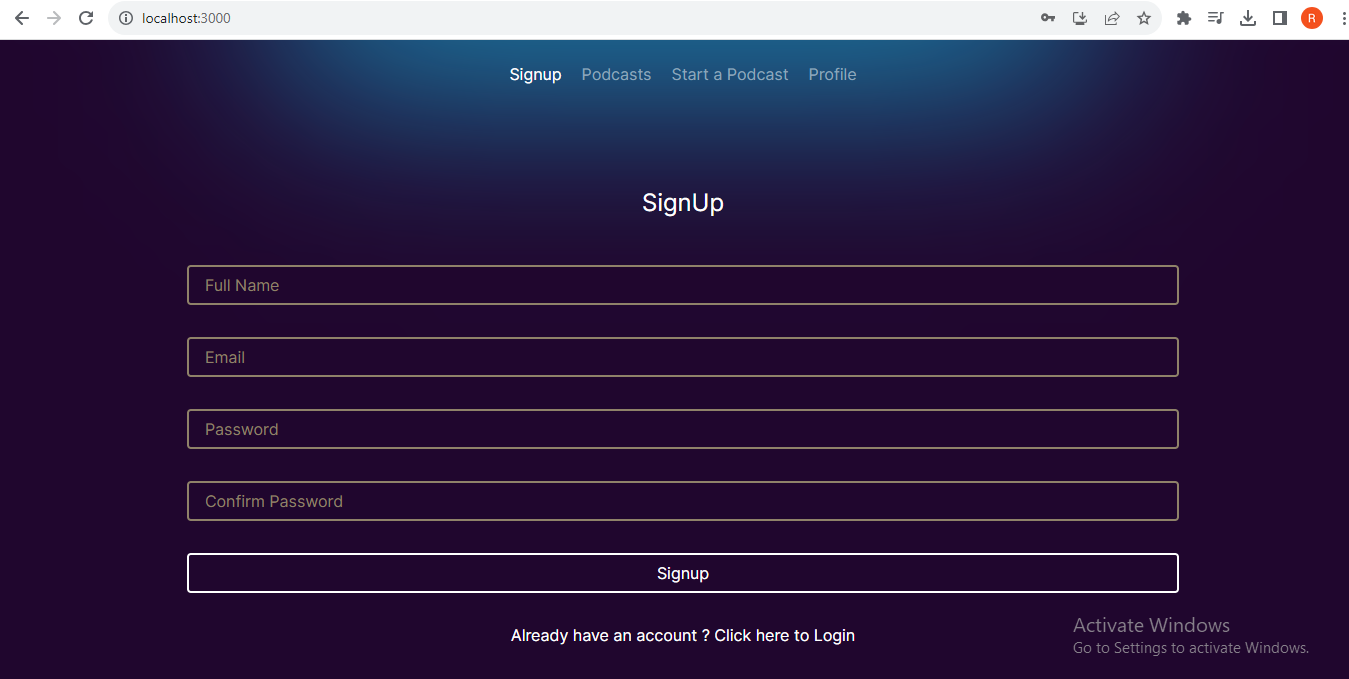 localhost:3000
R
Signup Podcasts Start a Podcast Profile
SignUp
Full Name
Email
Password
Confirm Password
Signup
Already have an account ? Click here to Login
Activate Windows
Go to Settings to activate Windows.